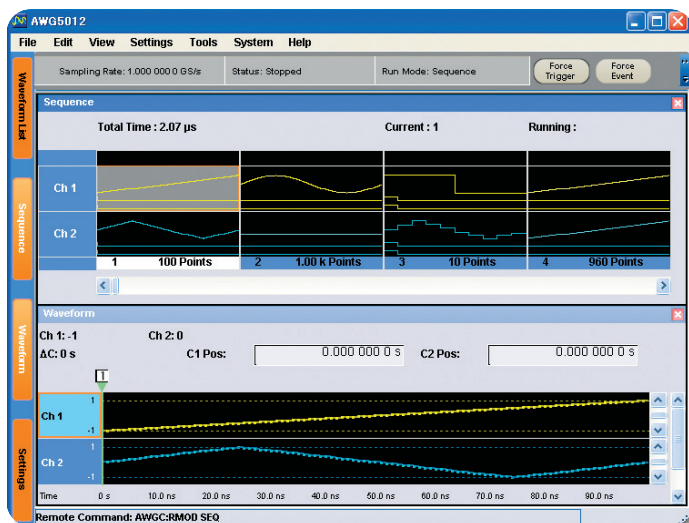 AWG5012
File Edit View Settings Tools System Help
Sampling Rate: 1.000 000 0 GS/s Status: Stopped Run Mode: Sequence Force Trigger Force Event
Waveform List
Sequence
Waveform
Settings
Sequence
Total Time : 2.07 µs Current : 1 Running :
Ch 1
Ch 2
1 100 Points 2 1.00 k Points 3 10 Points 4 960 Points
Waveform
Ch 1: -1 Ch 2: 0
ΔC: 0 s C1 Pos: 0.000 000 0 s C2 Pos: 0.000 000 0 s
1
Ch 1 1 -1
Ch 2 1 -1
Time 0 s 10.0 ns 20.0 ns 30.0 ns 40.0 ns 50.0 ns 60.0 ns 70.0 ns 80.0 ns 90.0 ns
Remote Command: AWGC:RMOD SEQ